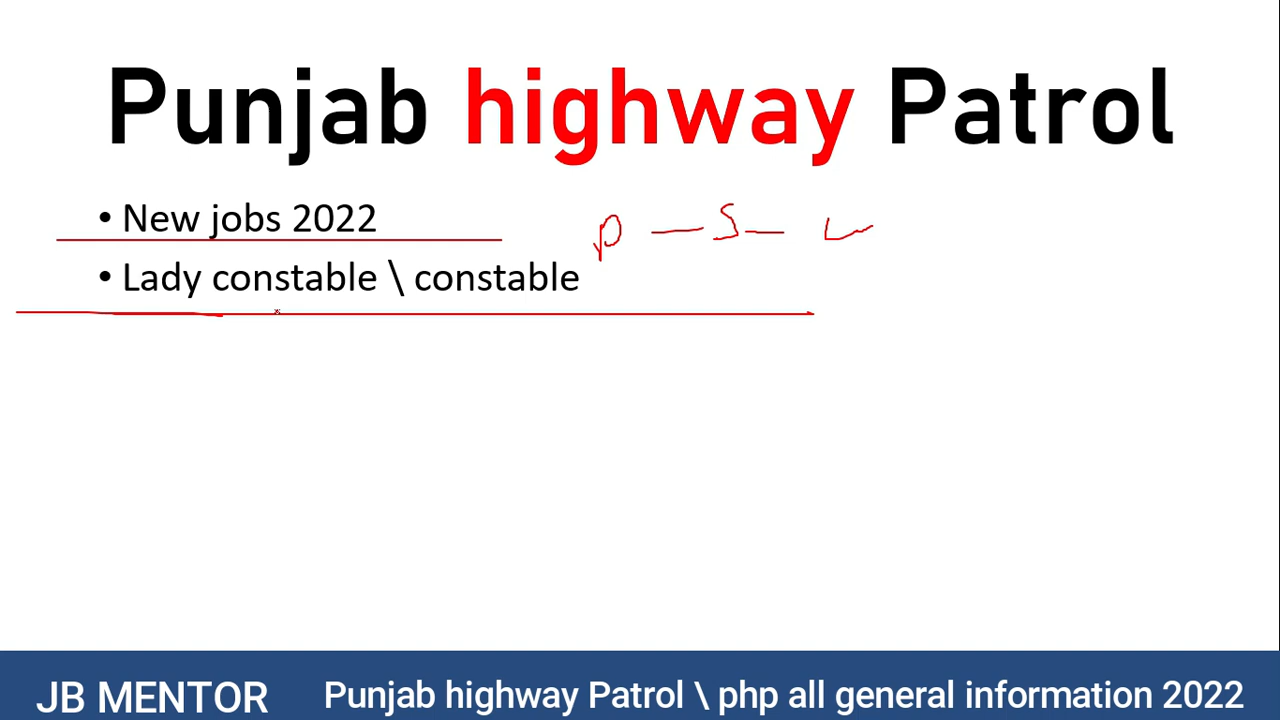 Punjab highway Patrol
• New jobs 2022
p — S —
• Lady constable \ constable
JB MENTOR
Punjab highway Patrol \ php all general information 2022